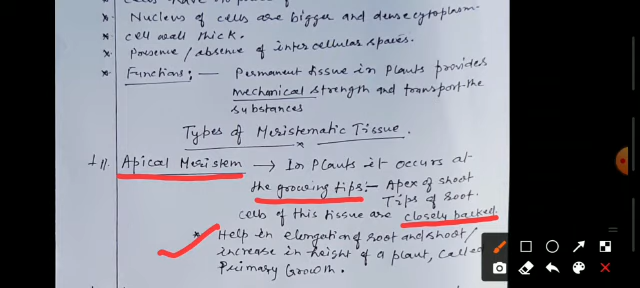 * Nucleus of cells are bigger and dense cytoplasm.
* cell wall thick.
* Presense / absense of intercellular spaces.
* Functions:- Permanent tissue in Plants provides
mechanical strength and transport the
substances
Types of Meristematic Tissue.
1. Apical Meristem → In Plants it occurs at
the growing tips:- Apex of shoot
Tips of root.
cells of this tissue are closely packed.
* Help in elongation of root and shoot/
increase in height of a plant, called
Primary Growth.